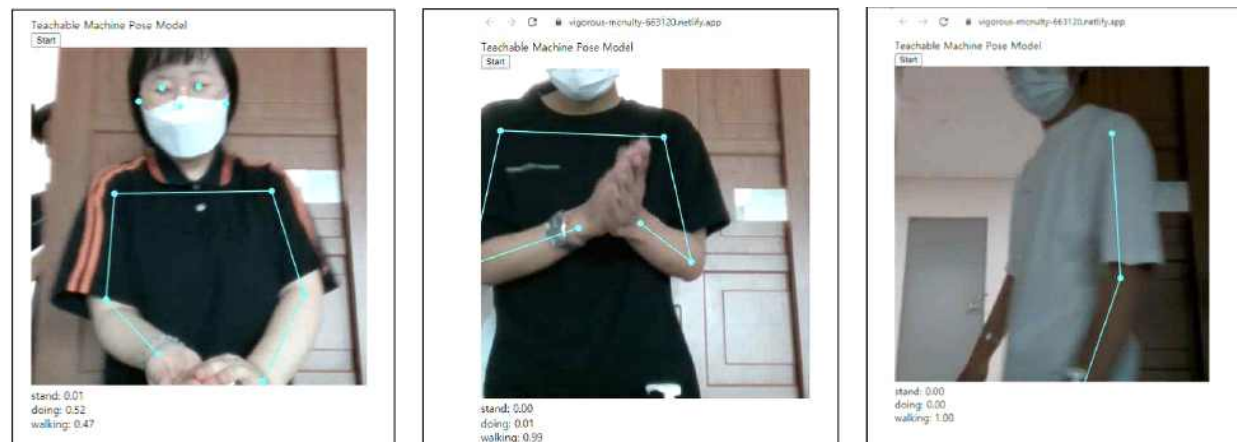 Teachable Machine Pose Model
Start
stand: 0.01
doing: 0.52
walking: 0.47
vigorous-mcnulty-663120.netlify.app
Teachable Machine Pose Model
Start
stand: 0.00
doing: 0.01
walking: 0.99
vigorous-mcnulty-663120.netlify.app
Teachable Machine Pose Model
Start
stand: 0.00
doing: 0.00
walking: 1.00